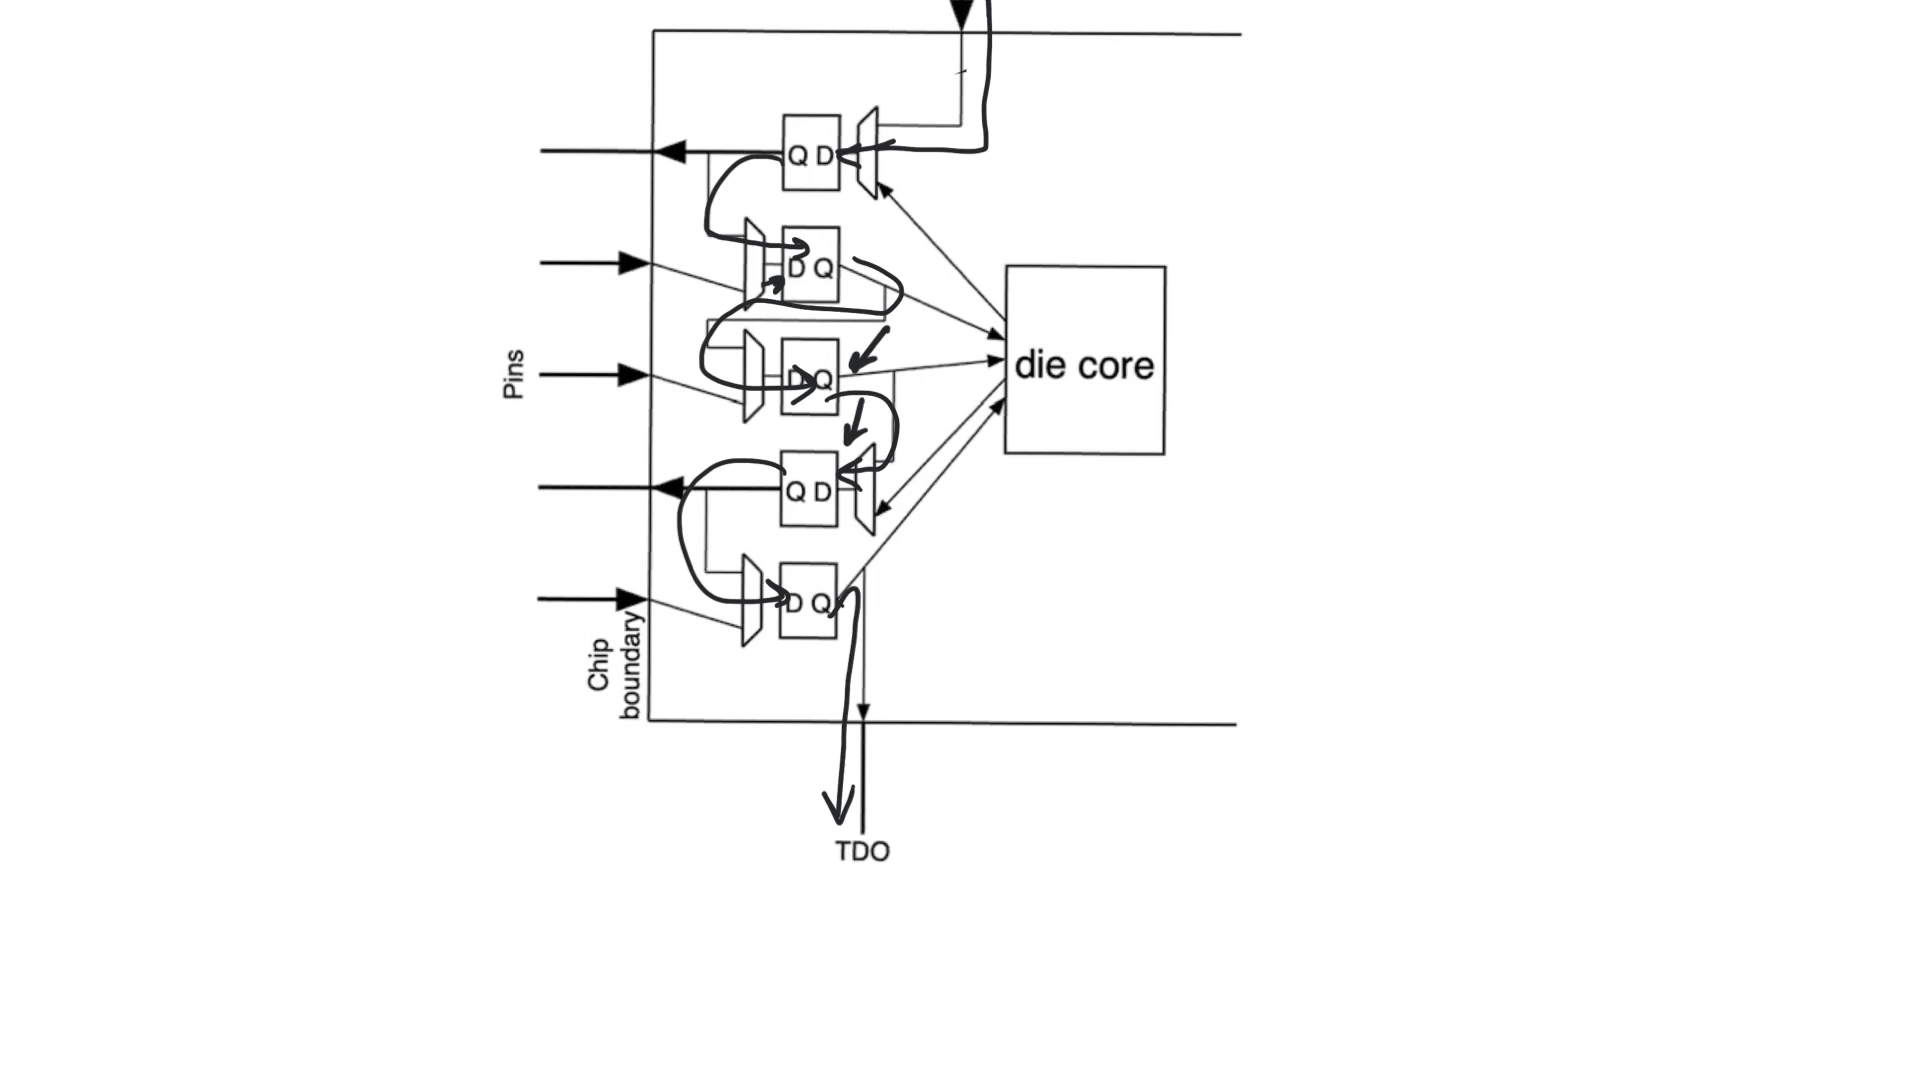 Q D
D Q
die core
Pins
D Q
Q D
D Q
Chip
boundary
TDO